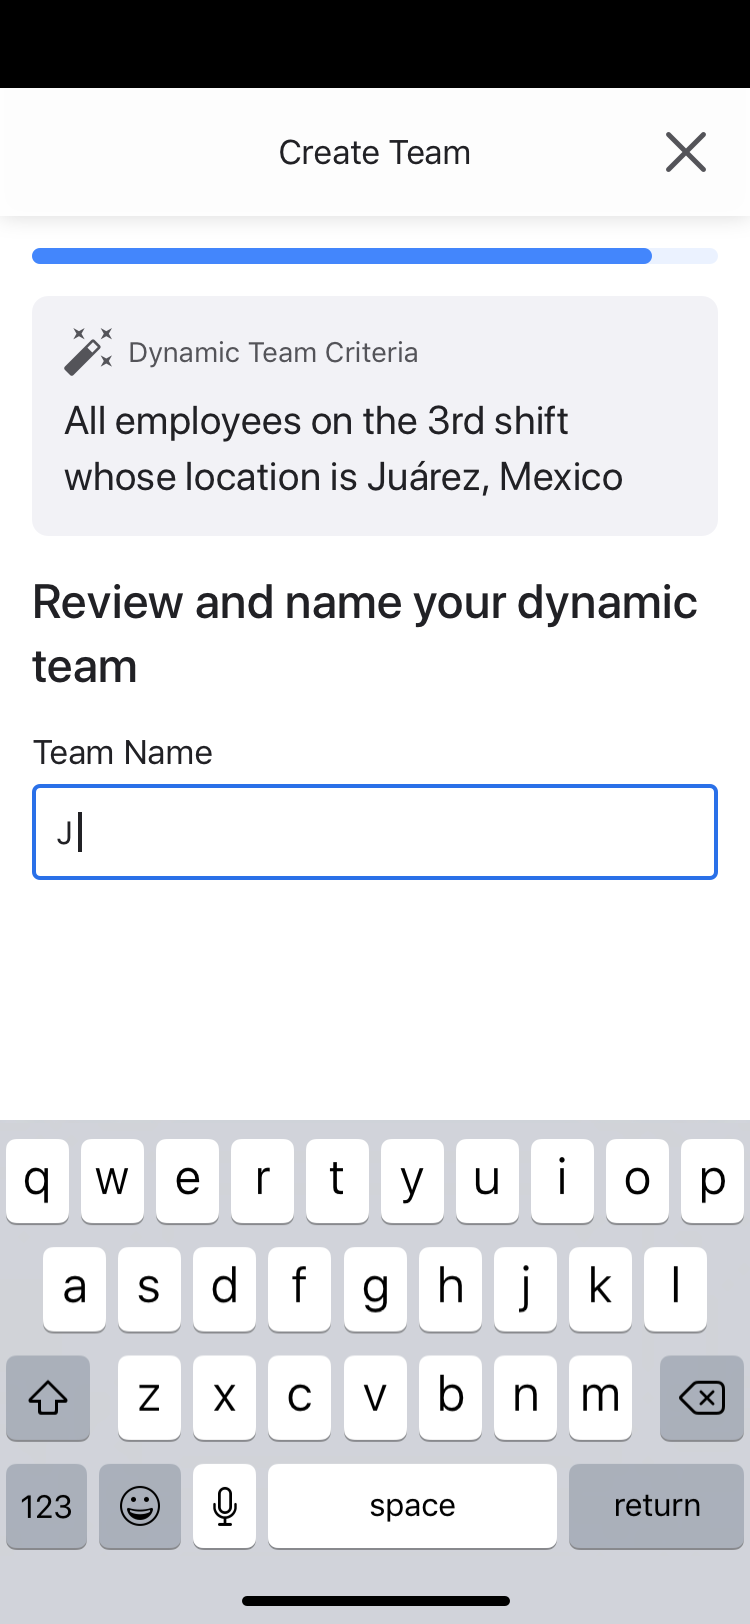 Create Team
Dynamic Team Criteria
All employees on the 3rd shift
whose location is Juárez, Mexico
Review and name your dynamic
team
Team Name
J
q w e r t y u i o p
a s d f g h j k l
z x c v b n m
123 space return